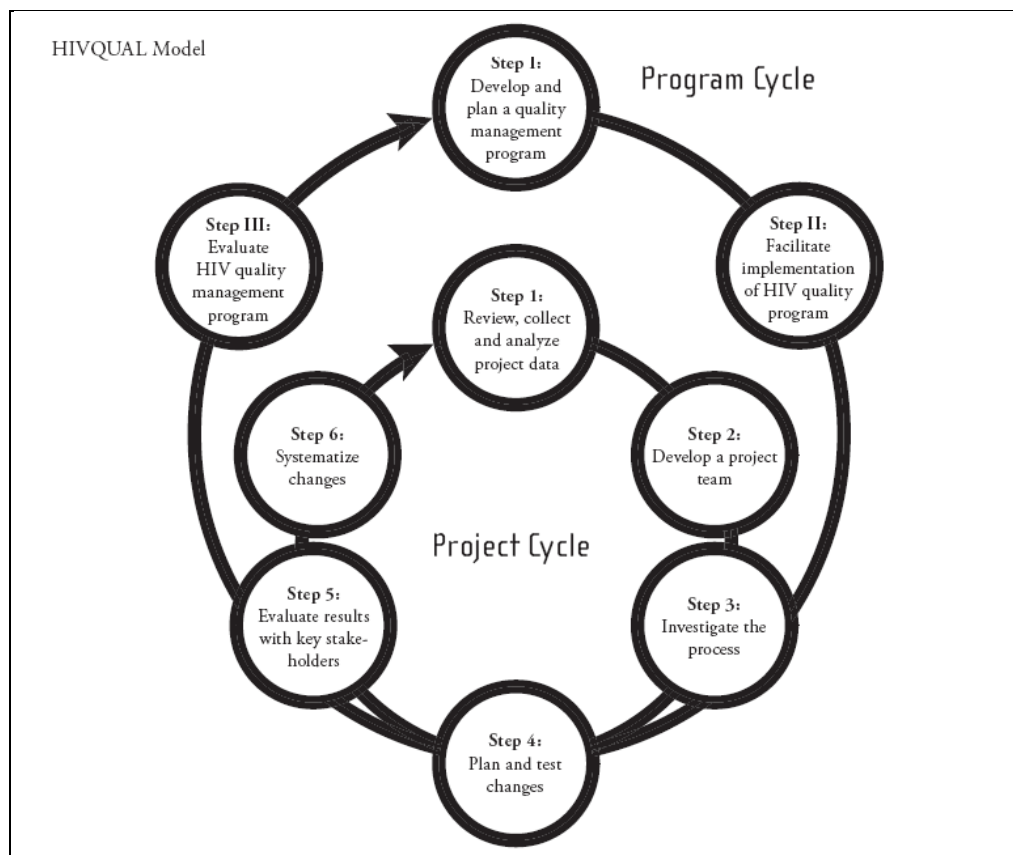 HIVQUAL Model
Program Cycle
Step I:
Develop and
plan a quality
management
program
Step II:
Facilitate
implementation
of HIV quality
program
Step III:
Evaluate
HIV quality
management
program
Step 1:
Review, collect
and analyze
project data
Step 2:
Develop a project
team
Step 3:
Investigate the
process
Step 4:
Plan and test
changes
Step 5:
Evaluate results
with key stake-
holders
Step 6:
Systematize
changes
Project Cycle